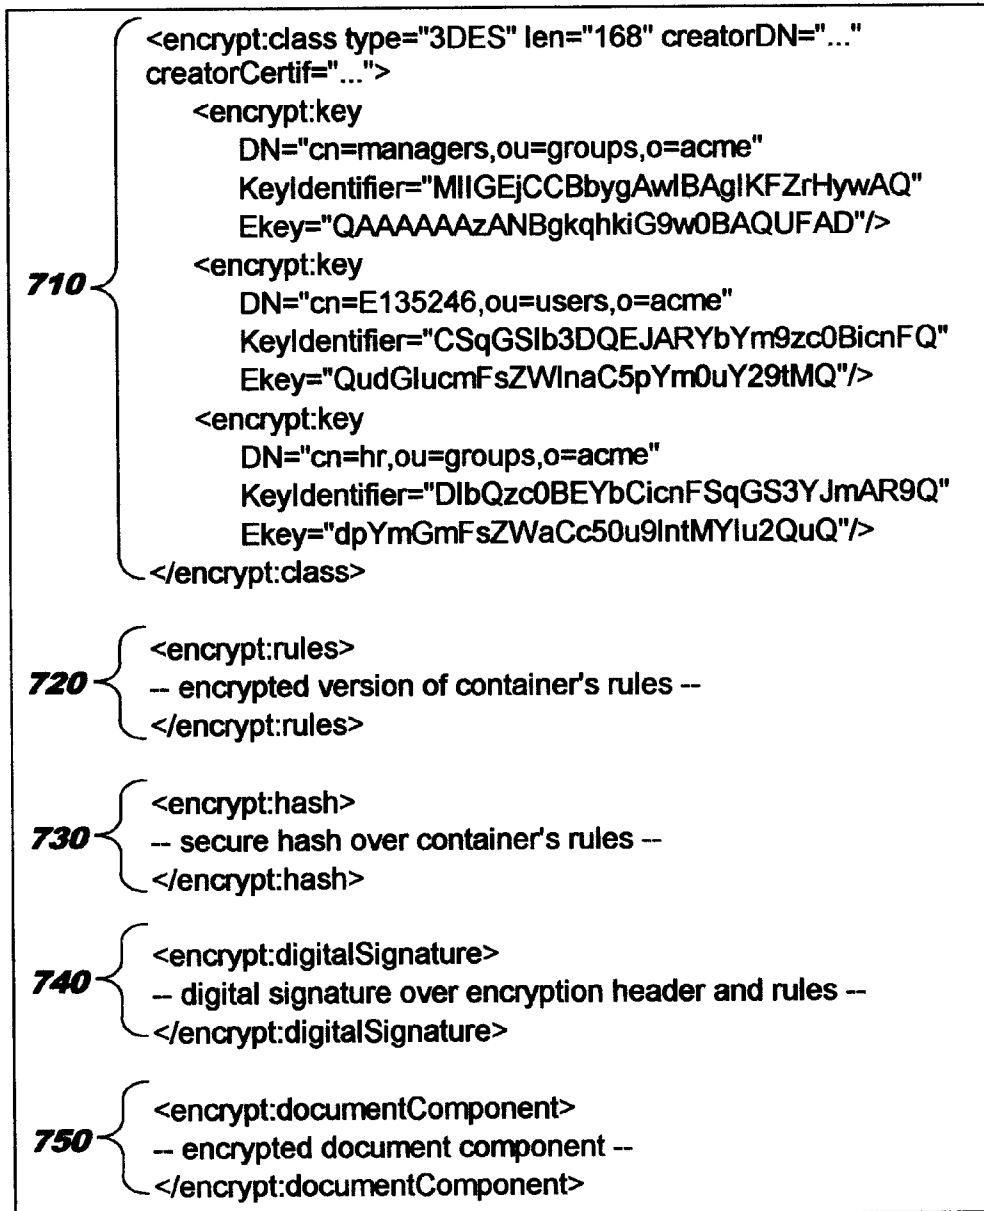 <encrypt:class type="3DES" len="168" creatorDN="..."
creatorCertif="...">
<encrypt:key
DN="cn=managers,ou=groups,o=acme"
KeyIdentifier="MIIGEjCCBbygAwIBAgIKFZrHywAQ"
Ekey="QAAAAAAzANBgkqhkiG9w0BAQUFAD"/>
710
<encrypt:key
DN="cn=E135246,ou=users,o=acme"
KeyIdentifier="CSqGSIb3DQEJARYbYm9zc0BicnFQ"
Ekey="QudGlucmFsZWlnaC5pYm0uY29tMQ"/>
<encrypt:key
DN="cn=hr,ou=groups,o=acme"
KeyIdentifier="DIbQzc0BEYbCicnFSqGS3YJmAR9Q"
Ekey="dpYmGmFsZWaCc50u9IntMYlu2QuQ"/>
</encrypt:class>
<encrypt:rules>
720 -- encrypted version of container's rules --
</encrypt:rules>
<encrypt:hash>
730 -- secure hash over container's rules --
</encrypt:hash>
<encrypt:digitalSignature>
740 -- digital signature over encryption header and rules --
</encrypt:digitalSignature>
<encrypt:documentComponent>
750 -- encrypted document component --
</encrypt:documentComponent>